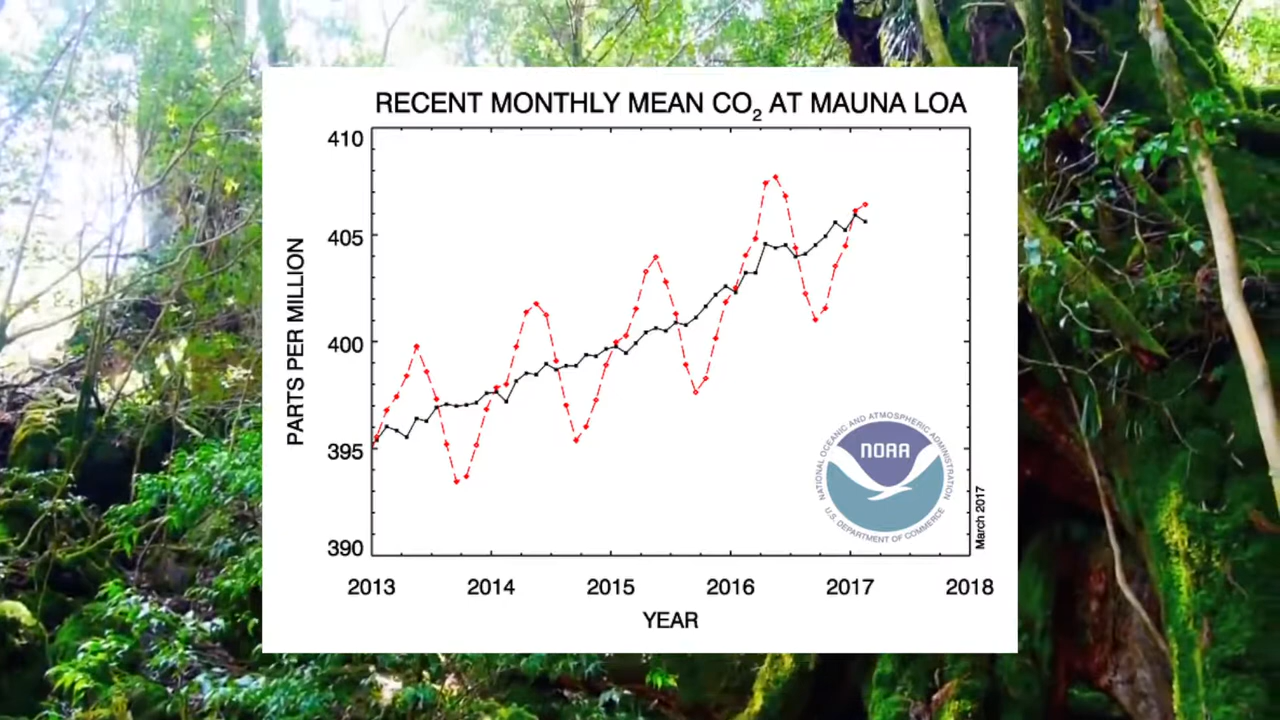 RECENT MONTHLY MEAN CO₂ AT MAUNA LOA
410
405
400
395
390
PARTS PER MILLION
2013 2014 2015 2016 2017 2018
YEAR
NATIONAL OCEANIC AND ATMOSPHERIC ADMINISTRATION
NOAA
U.S. DEPARTMENT OF COMMERCE
March 2017